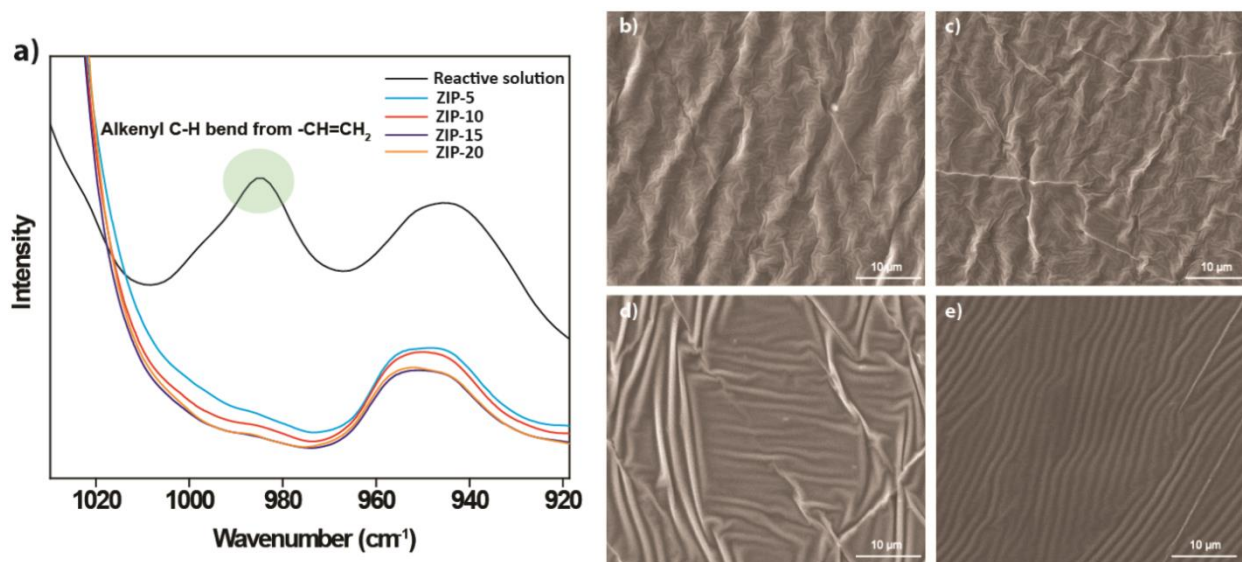 a)
Reactive solution
ZIP-5
ZIP-10
ZIP-15
ZIP-20
Alkenyl C-H bend from -CH=CH₂
Intensity
1020 1000 980 960 940 920
Wavenumber (cm⁻¹)
b)
10 µm
c)
10 µm
d)
10 µm
e)
10 µm